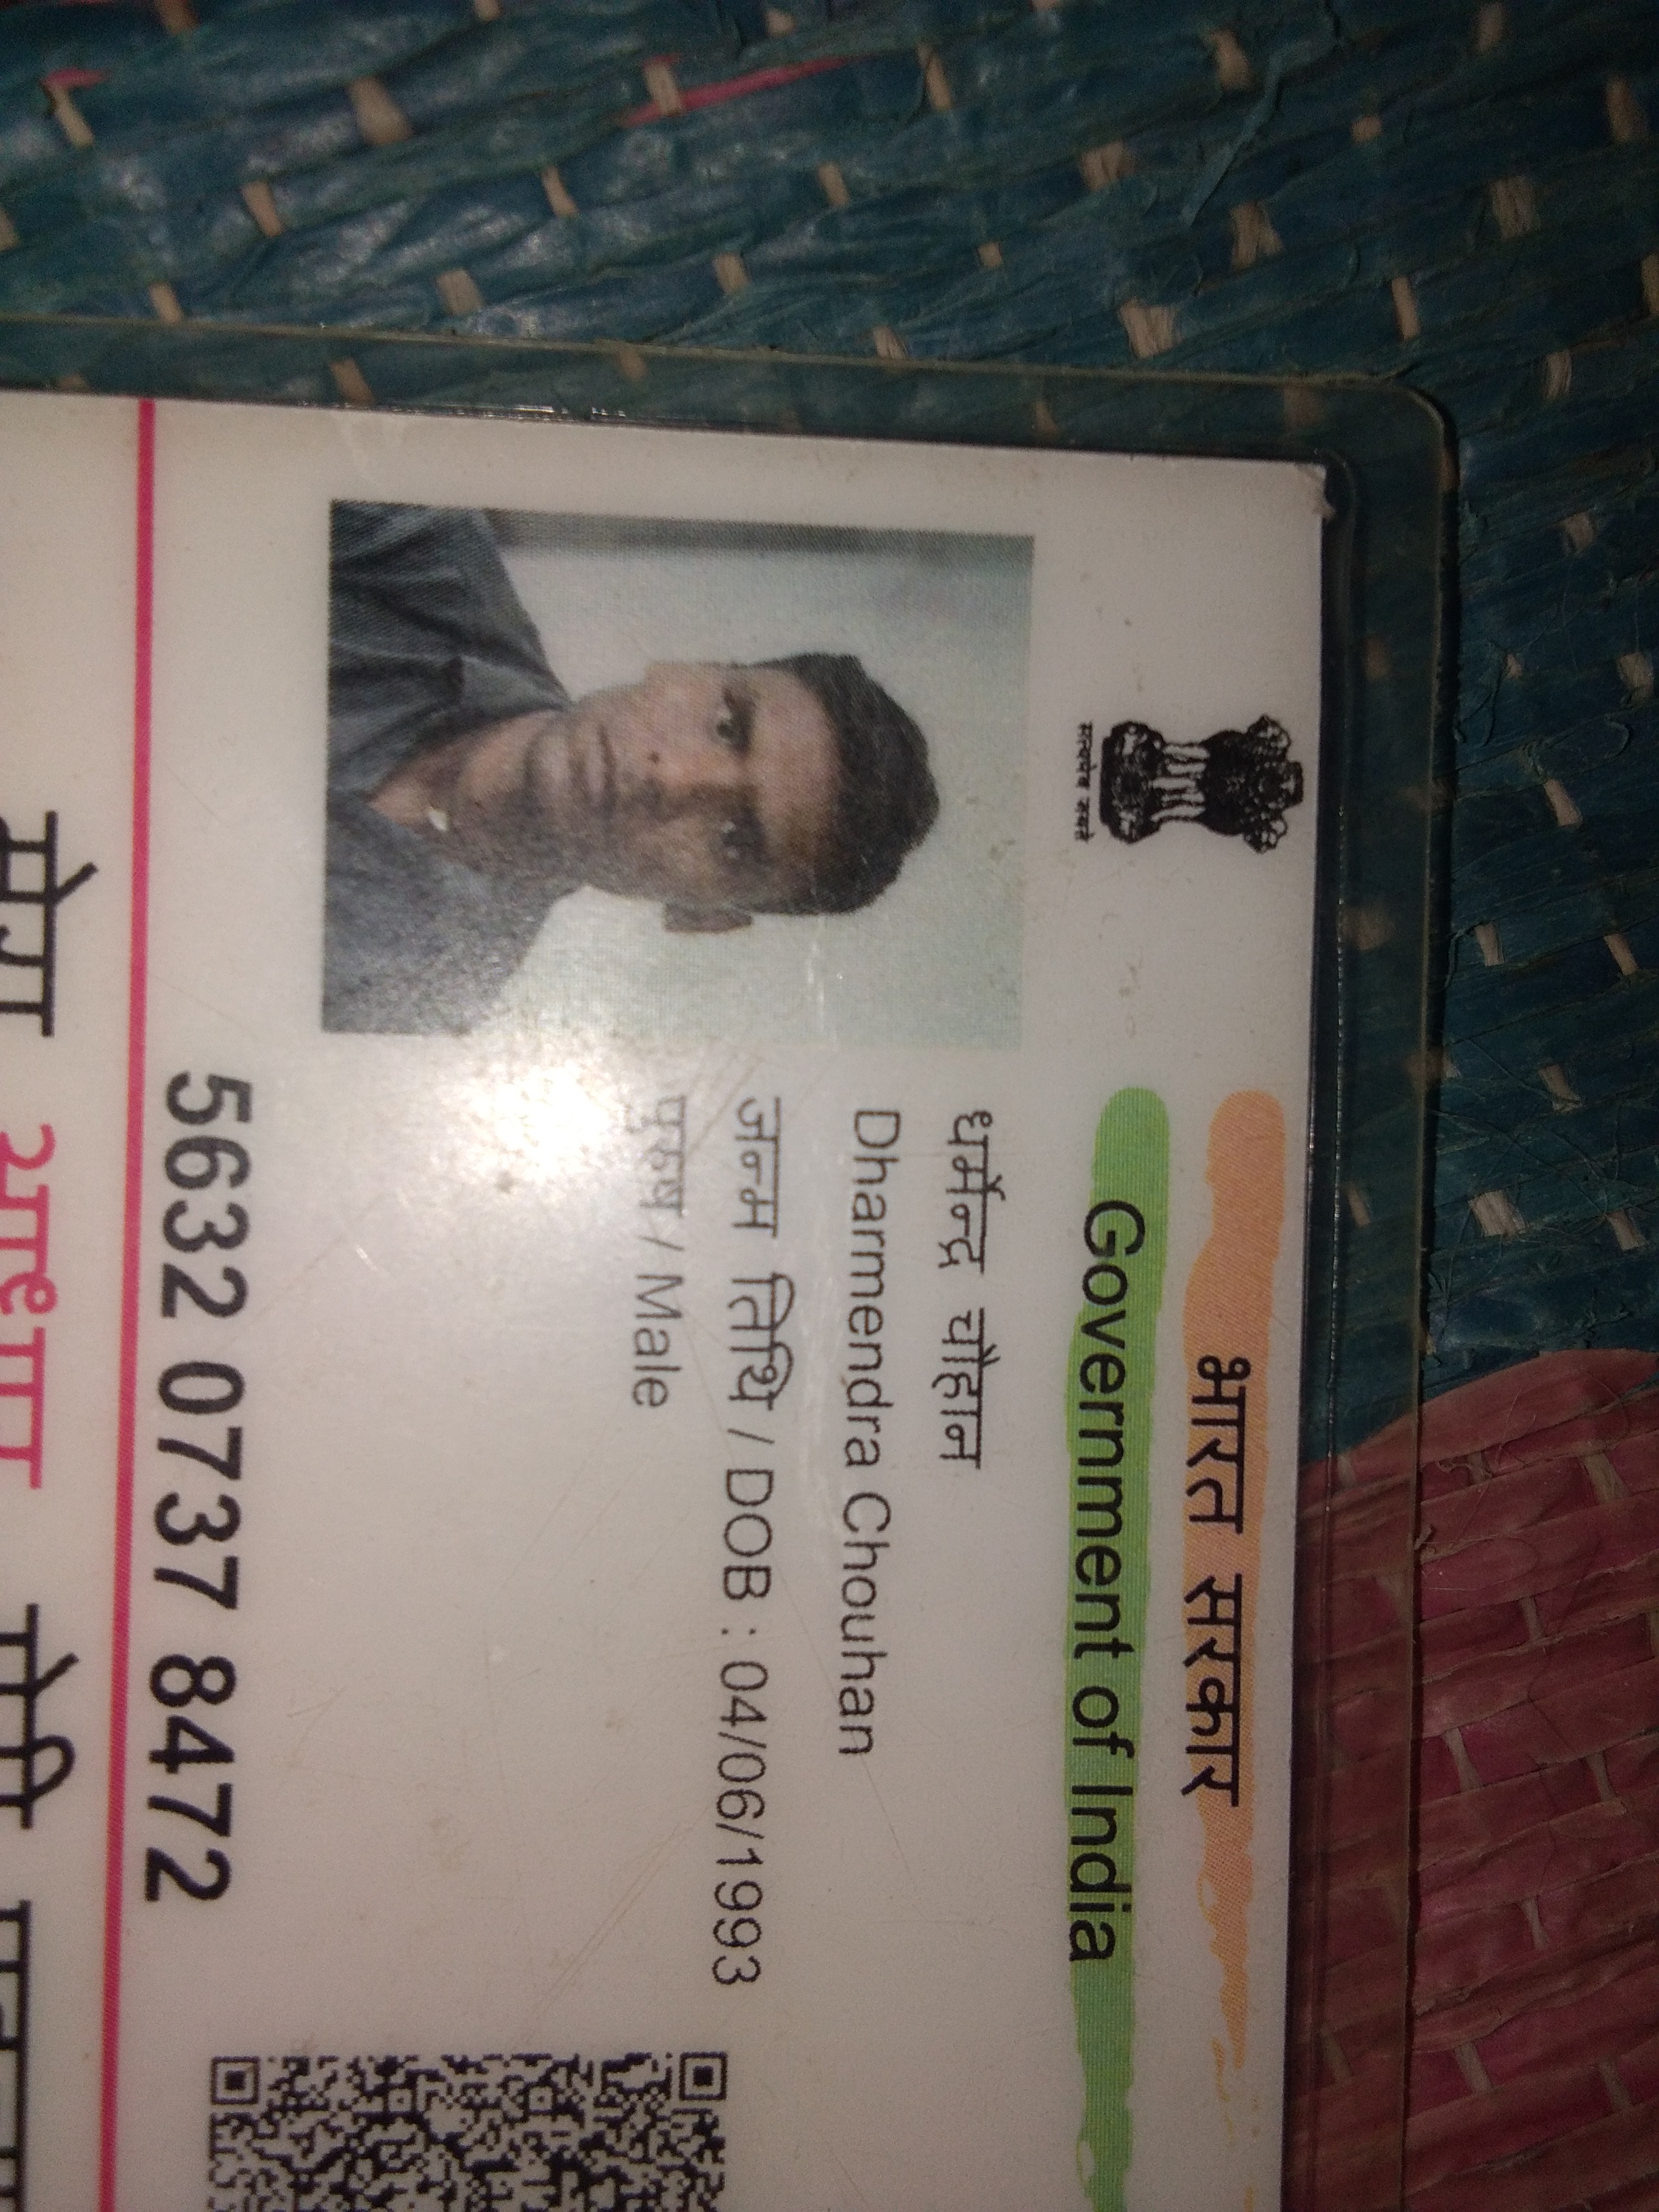 भारत सरकार
Government of India
सत्यमेव जयते
धर्मेन्द्र चौहान
Dharmendra Chouhan
जन्म तिथि / DOB : 04/06/1993
पुरुष / Male
5632 0737 8472
मेरा आधार, मेरी